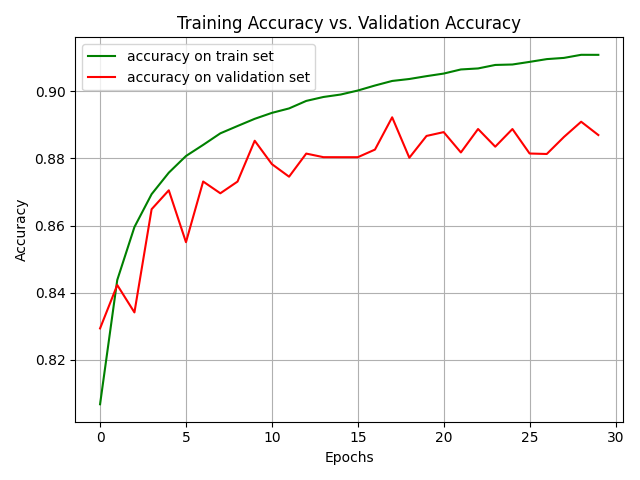 Training Accuracy vs. Validation Accuracy
accuracy on train set
accuracy on validation set
0.90
0.88
0.86
0.84
0.82
Accuracy
0 5 10 15 20 25 30
Epochs